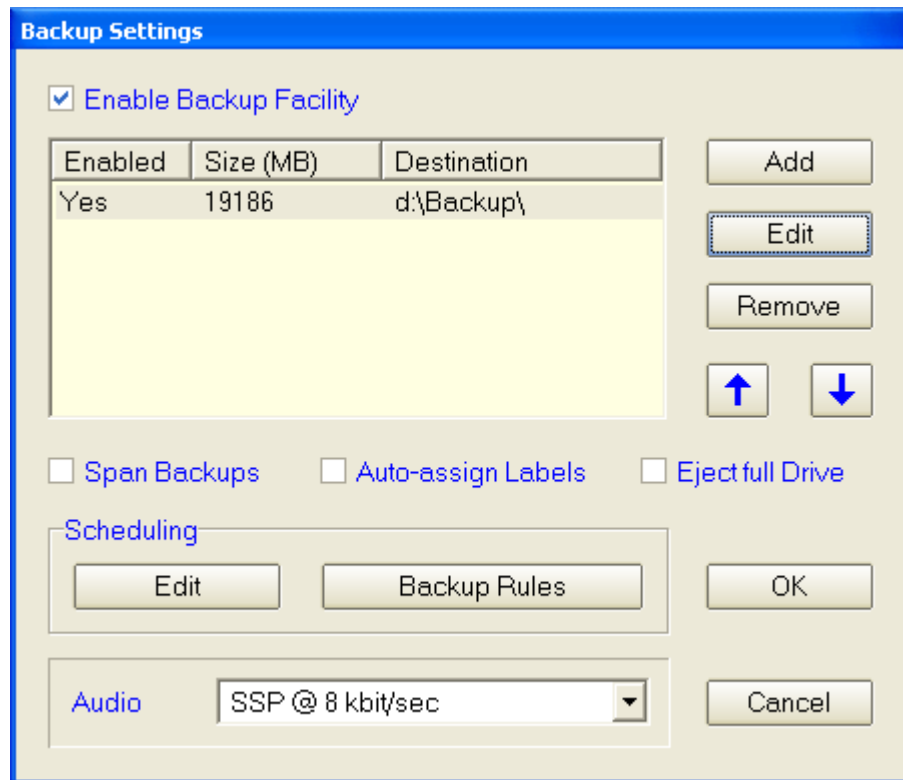 Backup Settings
Enable Backup Facility
Enabled Size (MB) Destination
Yes 19186 d:\Backup\
Add
Edit
Remove
Span Backups Auto-assign Labels Eject full Drive
Scheduling
Edit Backup Rules OK
Audio SSP @ 8 kbit/sec Cancel